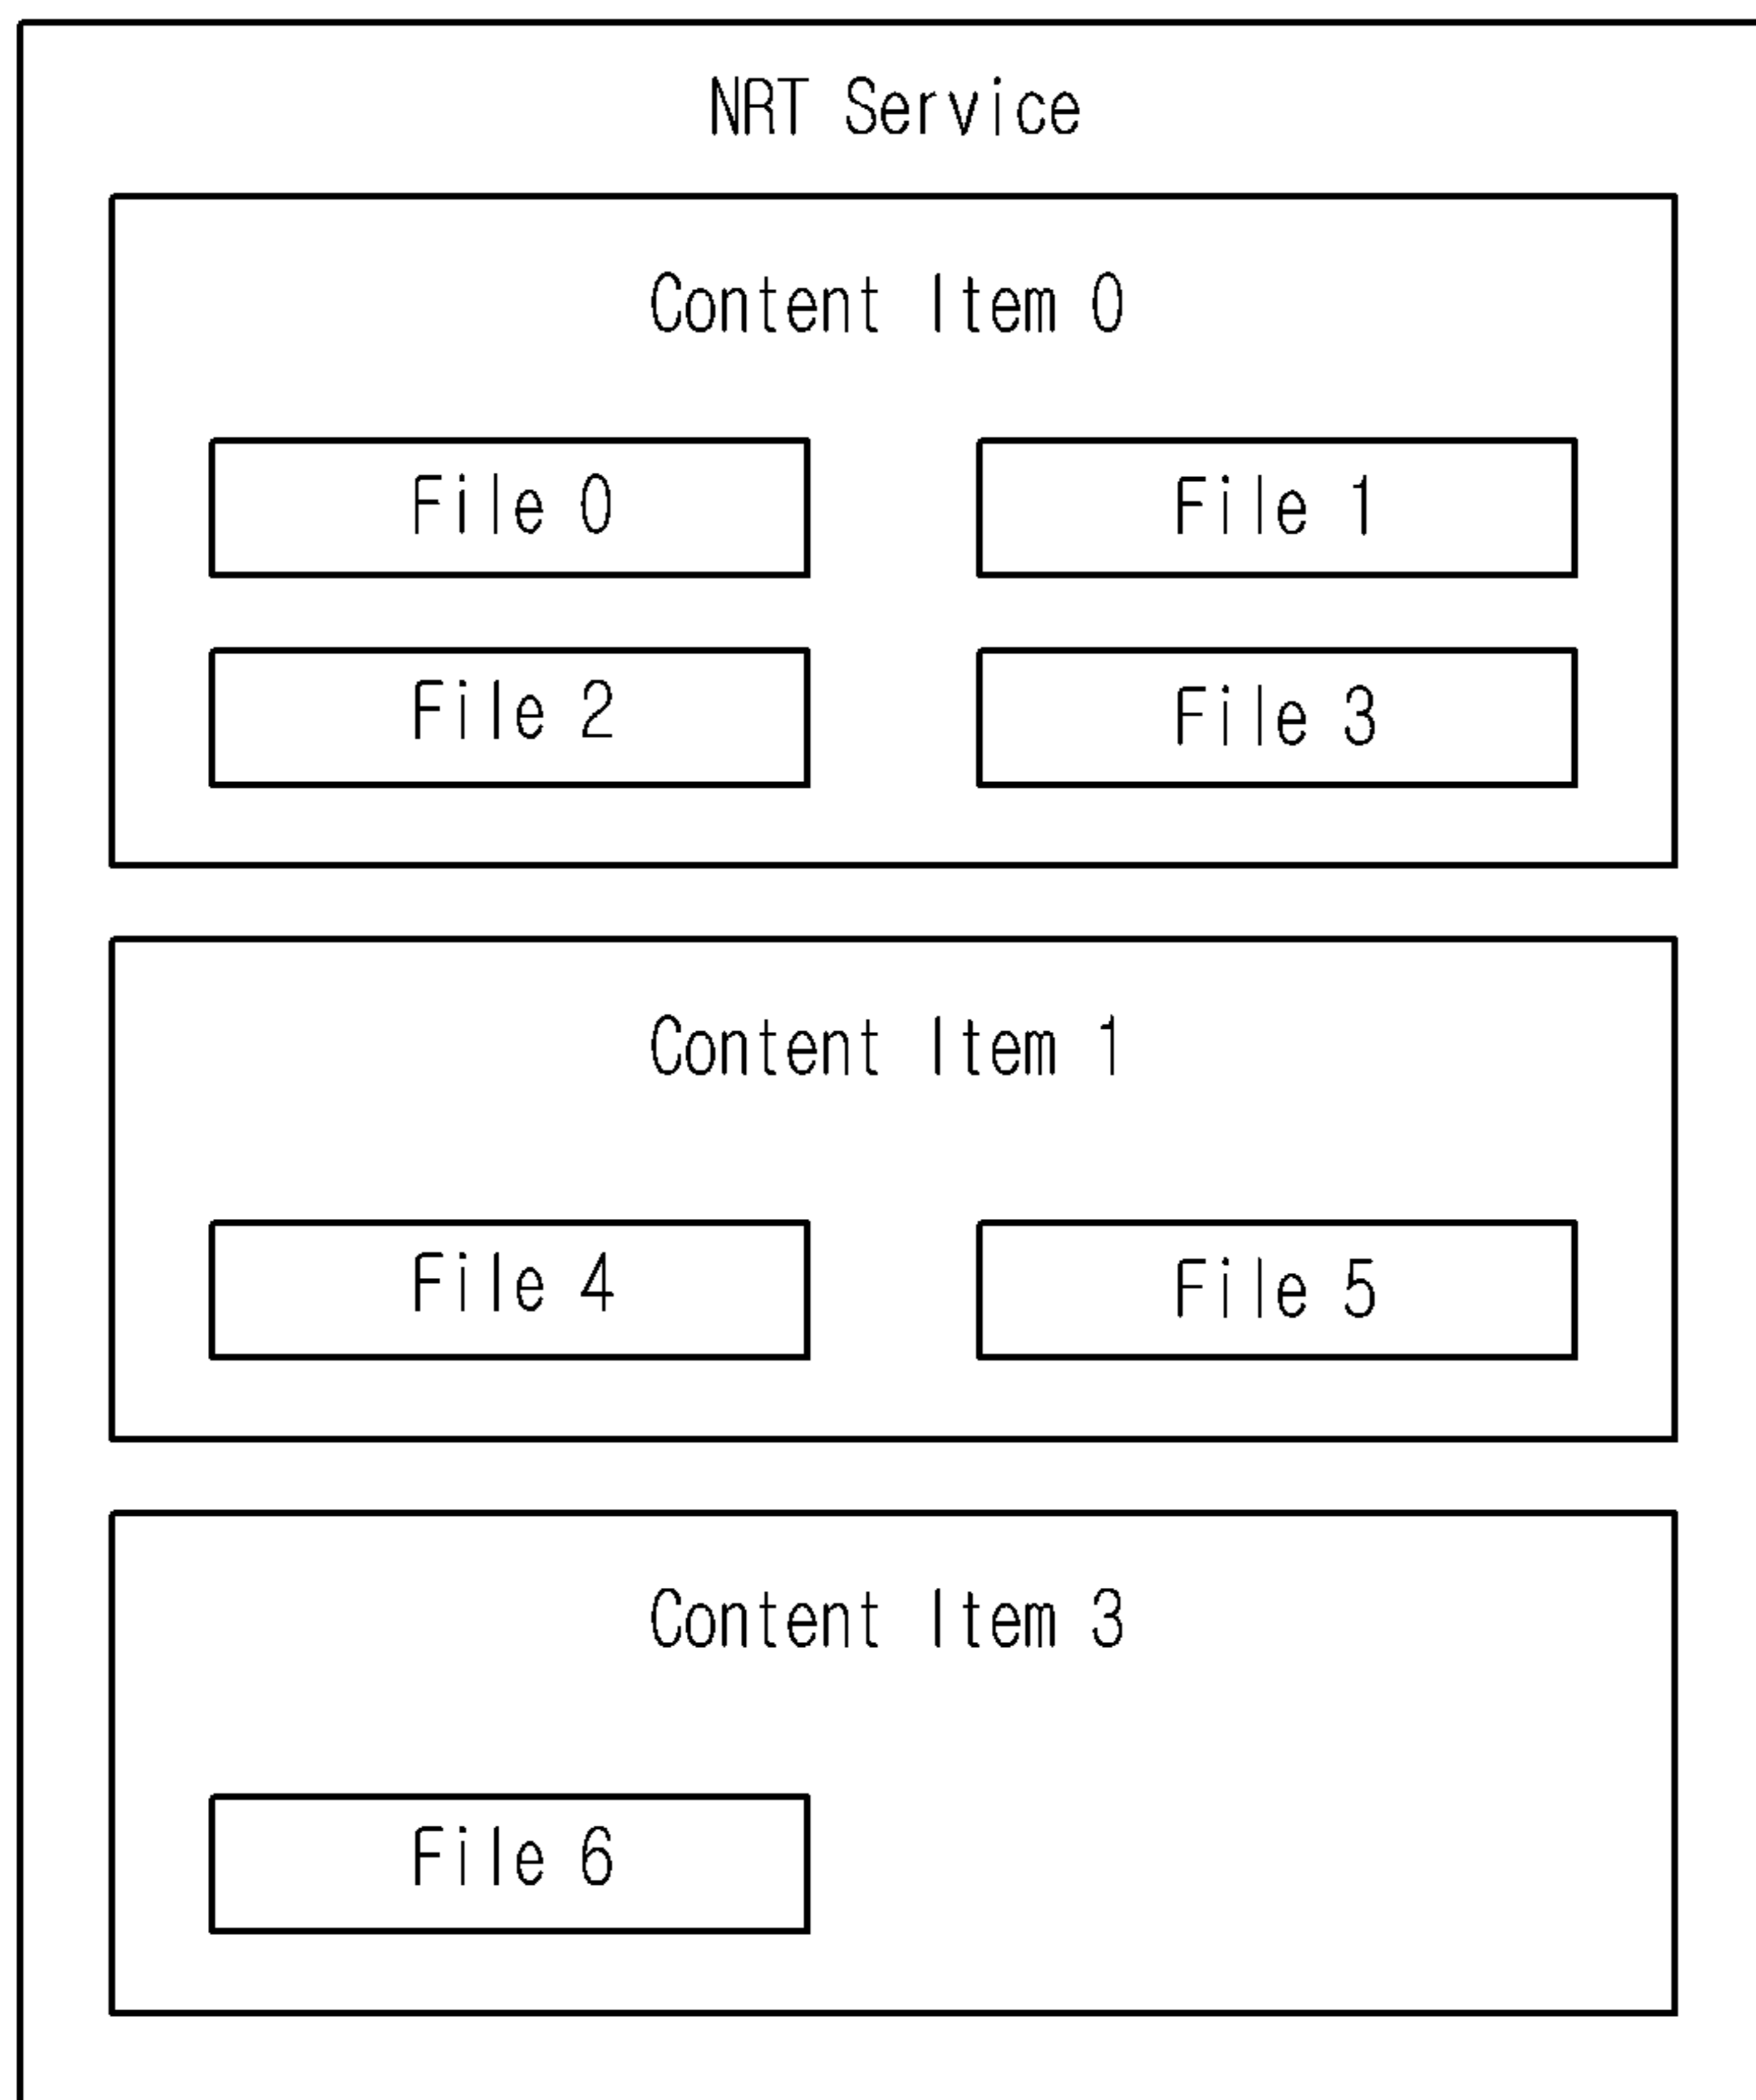 NRT Service
Content Item 0
File 0
File 1
File 2
File 3
Content Item 1
File 4
File 5
Content Item 3
File 6